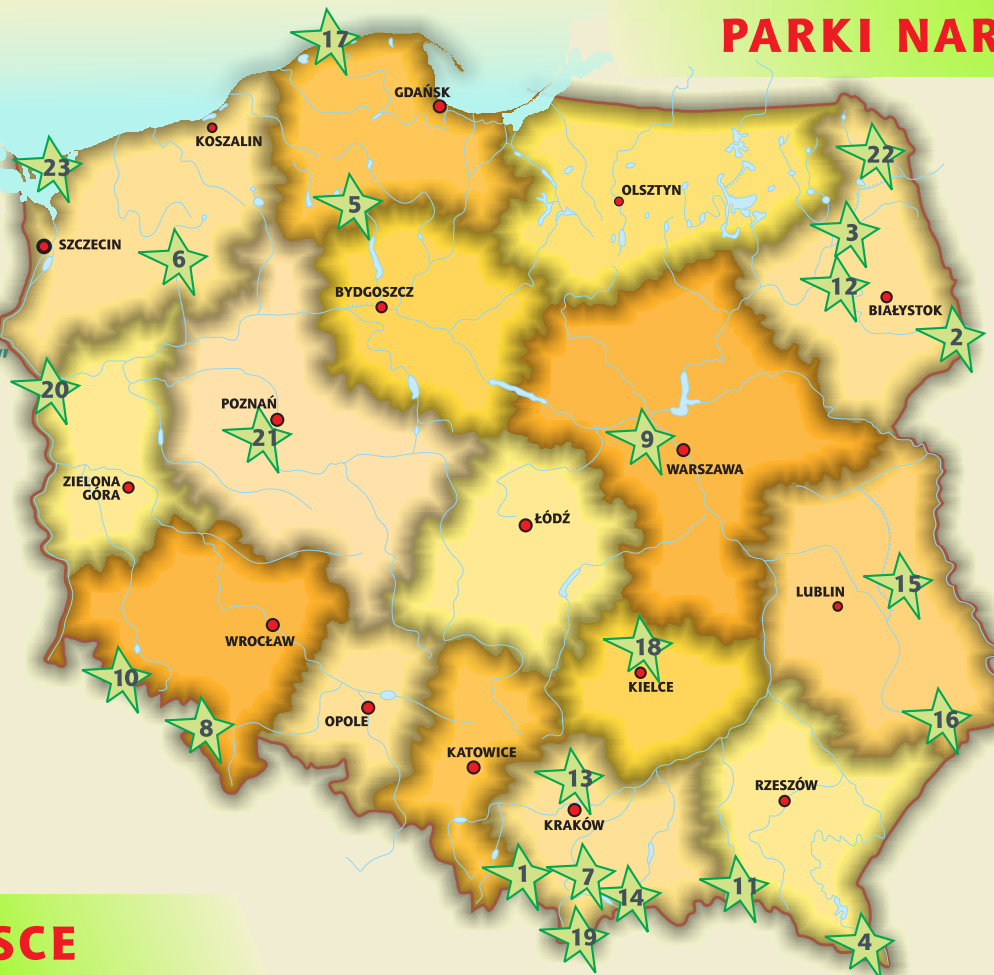 PARKI NAR
17
GDAŃSK
KOSZALIN
23
22
OLSZTYN
5
3
SZCZECIN
6
12
BYDGOSZCZ
BIAŁYSTOK
2
"
20
POZNAŃ
21
9
WARSZAWA
ZIELONA
GÓRA
ŁÓDŹ
15
LUBLIN
WROCŁAW
18
KIELCE
10
16
8
OPOLE
KATOWICE
13
RZESZÓW
KRAKÓW
1
7
14
11
19
4
SCE